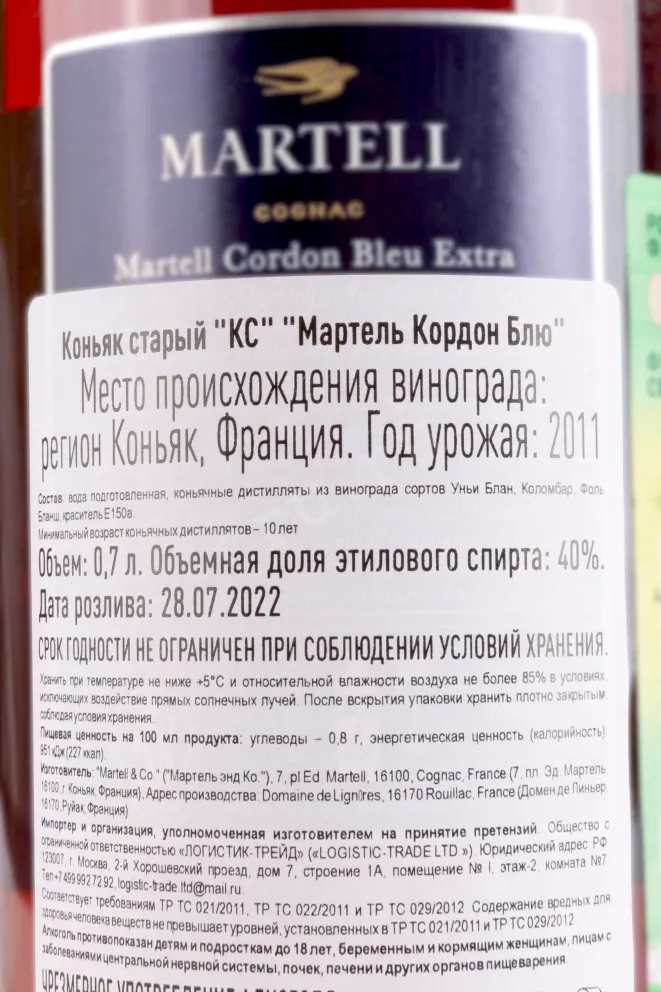 MARTELL
COGNAC
Martell Cordon Bleu Extra
Коньяк старый "КС" "Мартель Кордон Блю"
Место происхождения винограда:
регион Коньяк, Франция. Год урожая: 2011
Состав: вода подготовленная, коньячные дистилляты из винограда сортов Уньи Блан, Коломбар, Фоль
Бланш, краситель Е150а.
Минимальный возраст коньячных дистиллятов – 10 лет
Объем: 0,7 л. Объемная доля этилового спирта: 40%.
Дата розлива: 28.07.2022
СРОК ГОДНОСТИ НЕ ОГРАНИЧЕН ПРИ СОБЛЮДЕНИИ УСЛОВИЙ ХРАНЕНИЯ.
Хранить при температуре не ниже +5°С и относительной влажности воздуха не более 85% в условиях,
исключающих воздействие прямых солнечных лучей. После вскрытия упаковки хранить плотно закрытым,
соблюдая условия хранения.
Пищевая ценность на 100 мл продукта: углеводы – 0,8 г, энергетическая ценность (калорийность):
951 кДж (227 ккал).
Изготовитель: "Martell & Co." ("Мартель энд Ко."), 7, pl Ed. Martell, 16100, Cognac, France (7, пл. Эд. Мартель
16100, г. Коньяк, Франция), Адрес производства: Domaine de Lignères, 16170 Rouillac, France (Домен де Линьер,
16170, Руйак, Франция)
Импортер и организация, уполномоченная изготовителем на принятие претензий: Общество с
ограниченной ответственностью «ЛОГИСТИК-ТРЕЙД» («LOGISTIC-TRADE LTD.»). Юридический адрес: РФ
123007, г. Москва, 2-й Хорошевский проезд, дом 7, строение 1А, помещение № I, этаж-2, комната №7
Тел +7 499 992 72 92, logistic-trade.ltd@mail.ru
Соответствует требованиям ТР ТС 021/2011, ТР ТС 022/2011 и ТР ТС 029/2012. Содержание вредных для
здоровья человека веществ не превышает уровней, установленных в ТР ТС 021/2011 и ТР ТС 029/2012
Алкоголь противопоказан детям и подросткам до 18 лет, беременным и кормящим женщинам, лицам с
заболеваниями центральной нервной системы, почек, печени и других органов пищеварения.
ЧРЕЗМЕРНОЕ УПОТРЕБЛЕНИЕ АЛКОГОЛЯ